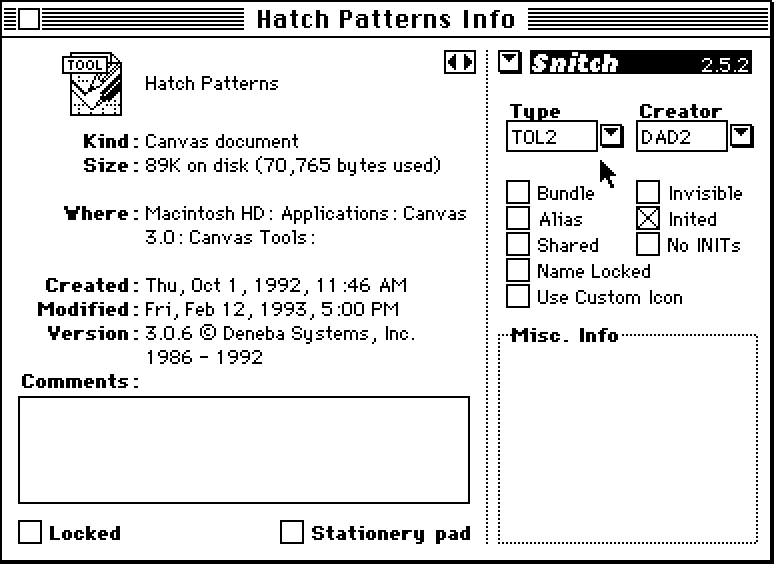 Hatch Patterns Info
TOOL
Hatch Patterns
Kind: Canvas document
Size: 89K on disk (70,765 bytes used)
Where: Macintosh HD: Applications: Canvas
3.0: Canvas Tools:
Created: Thu, Oct 1, 1992, 11:46 AM
Modified: Fri, Feb 12, 1993, 5:00 PM
Version: 3.0.6 © Deneba Systems, Inc.
1986 - 1992
Comments:
Locked
Stationery pad
Snitch 2.5.2
Type Creator
TOL2 DAD2
Bundle Invisible
Alias Inited
Shared No INITs
Name Locked
Use Custom Icon
Misc. Info